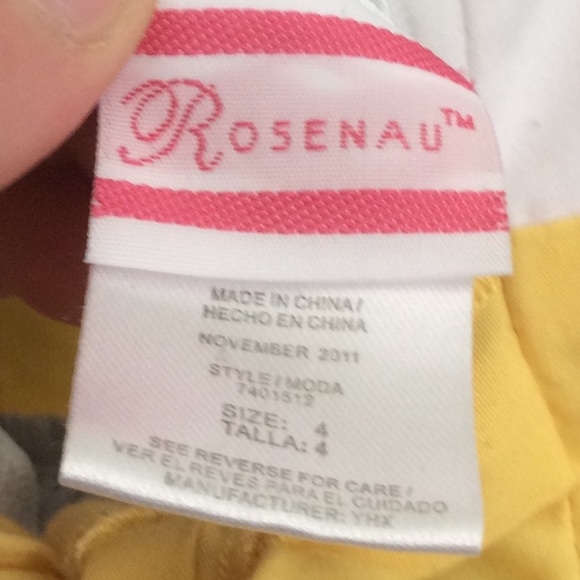 ROSENAU™
MADE IN CHINA/
HECHO EN CHINA
NOVEMBER 2011
STYLE/MODA
7401512
SIZE: 4
TALLA: 4
SEE REVERSE FOR CARE/
VER EL REVES PARA EL CUIDADO
MANUFACTURER: YHX